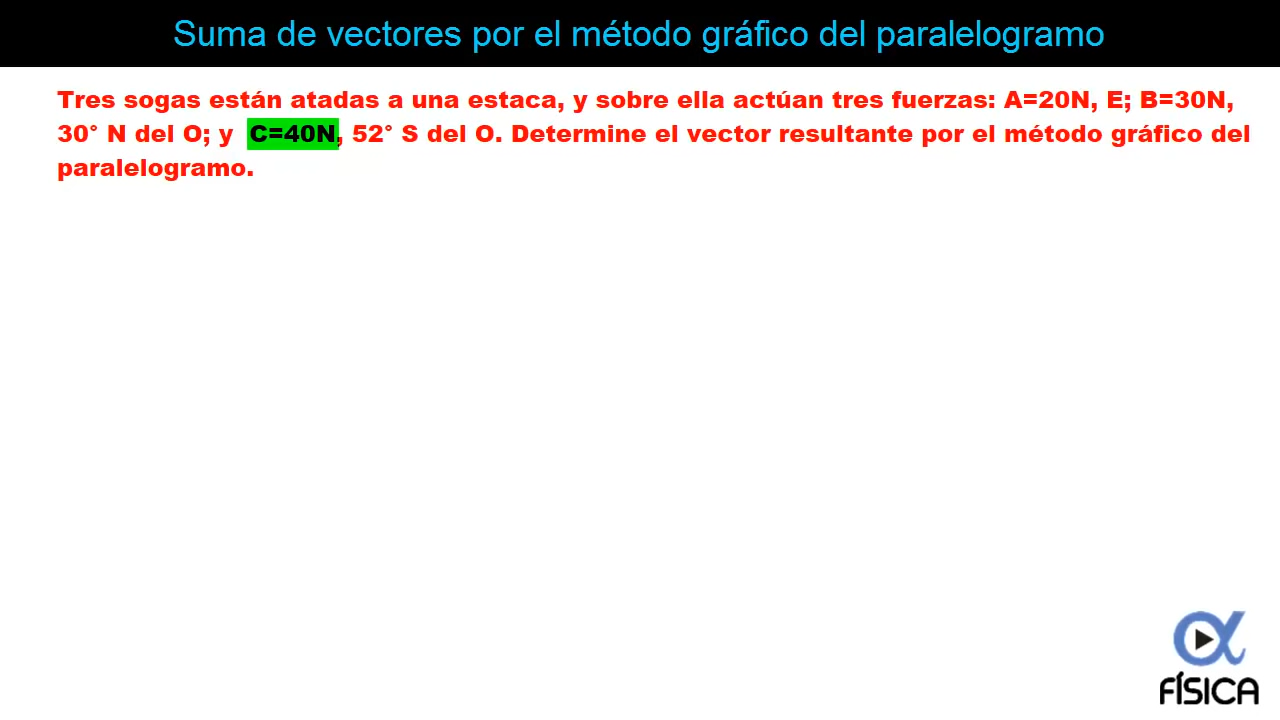 Suma de vectores por el método gráfico del paralelogramo
Tres sogas están atadas a una estaca, y sobre ella actúan tres fuerzas: A=20N, E; B=30N,
30° N del O; y C=40N, 52° S del O. Determine el vector resultante por el método gráfico del
paralelogramo.
FÍSICA